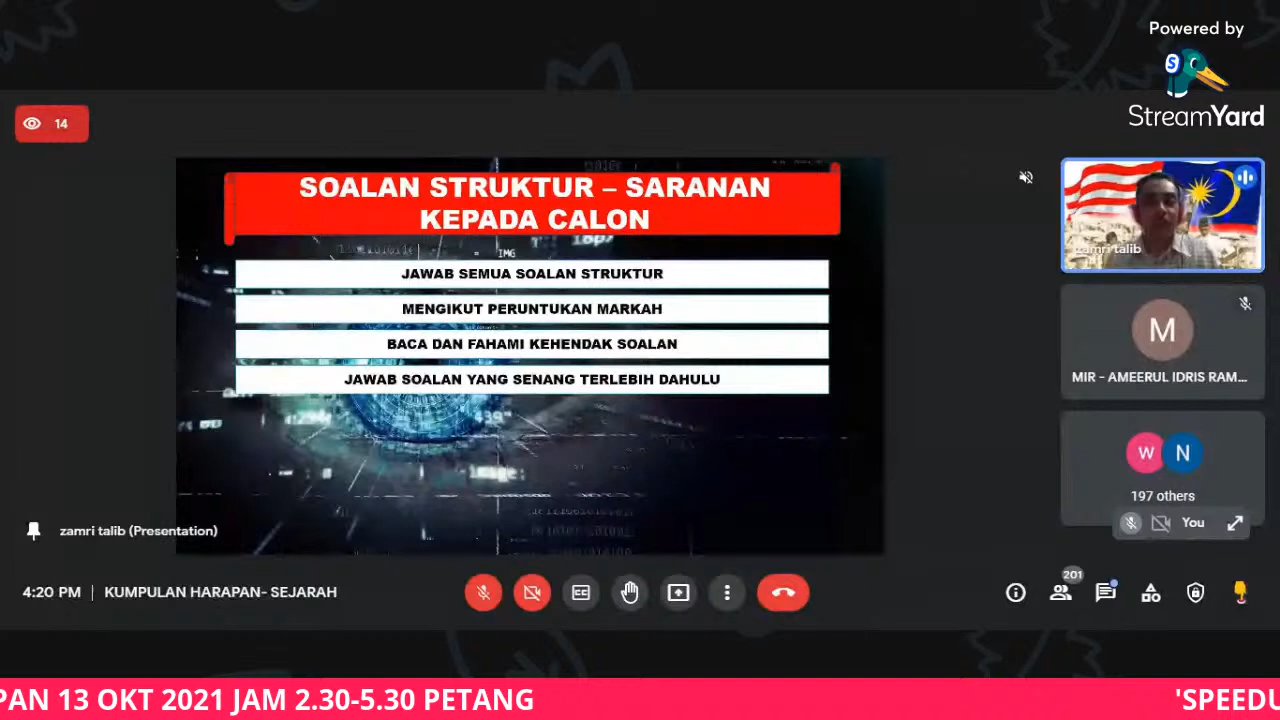 Powered by
StreamYard
14
SOALAN STRUKTUR – SARANAN
KEPADA CALON
IMG
JAWAB SEMUA SOALAN STRUKTUR
MENGIKUT PERUNTUKAN MARKAH
BACA DAN FAHAMI KEHENDAK SOALAN
JAWAB SOALAN YANG SENANG TERLEBIH DAHULU
zamri talib
M
MIR - AMEERUL IDRIS RAM...
W N
197 others
You
zamri talib (Presentation)
4:20 PM | KUMPULAN HARAPAN- SEJARAH
201
PAN 13 OKT 2021 JAM 2.30-5.30 PETANG
'SPEEDU